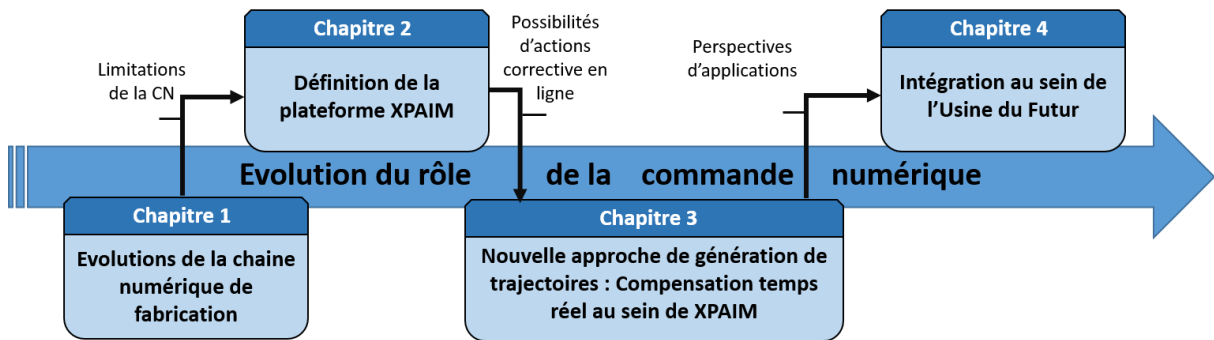 Chapitre 1
Evolutions de la chaine
numérique de
fabrication
Limitations
de la CN
Chapitre 2
Définition de la
plateforme XPAIM
Possibilités
d'actions
corrective en
ligne
Chapitre 3
Nouvelle approche de génération de
trajectoires : Compensation temps
réel au sein de XPAIM
Perspectives
d'applications
Chapitre 4
Intégration au sein de
l'Usine du Futur
Evolution du rôle de la commande numérique